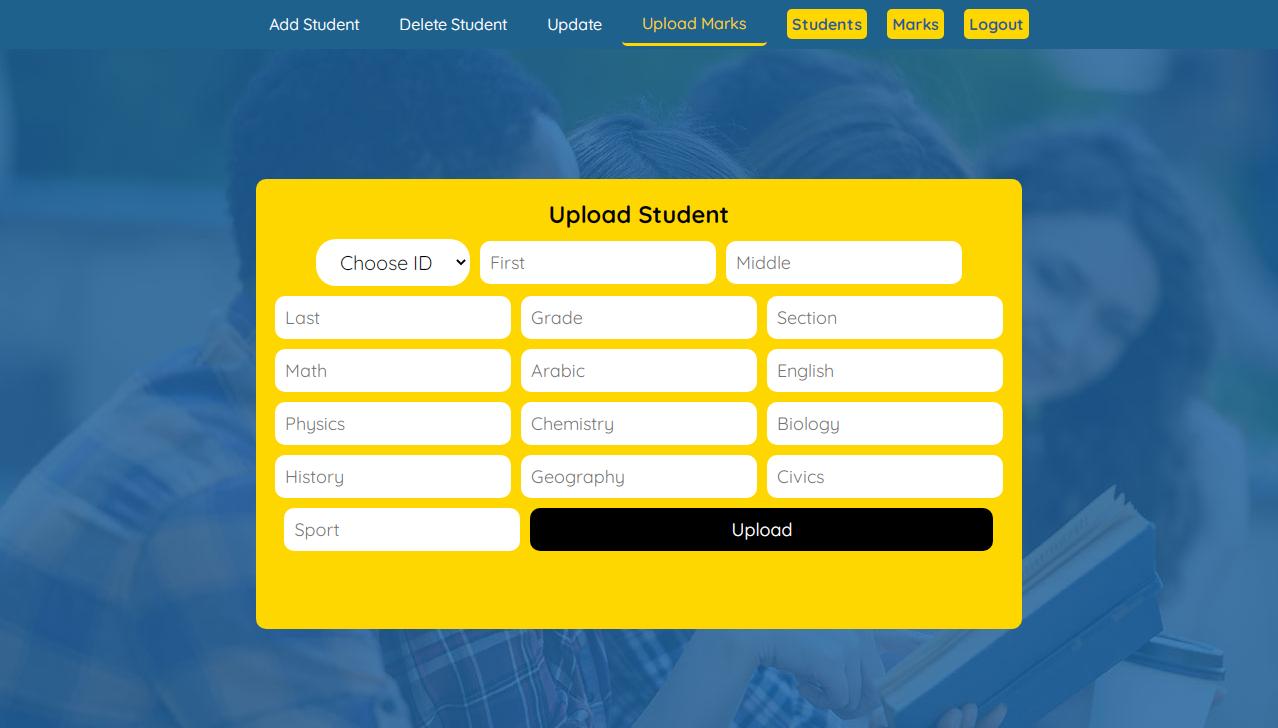 Add Student Delete Student Update Upload Marks Students Marks Logout
Upload Student
Choose ID First Middle
Last Grade Section
Math Arabic English
Physics Chemistry Biology
History Geography Civics
Sport Upload